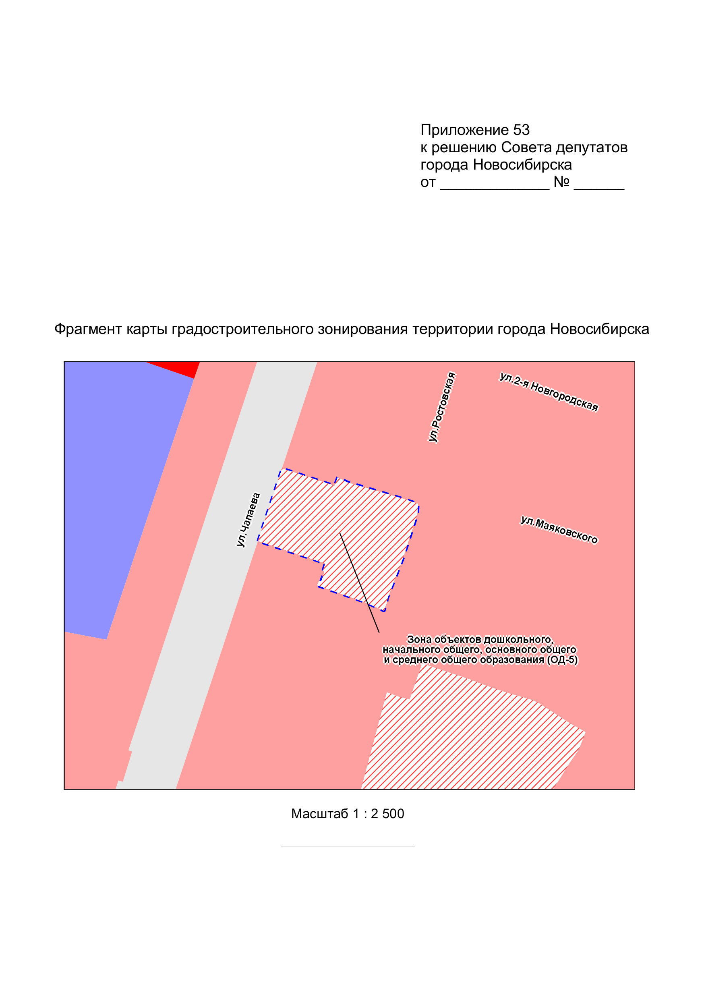 Приложение 53
к решению Совета депутатов
города Новосибирска
от _____________ № ______
Фрагмент карты градостроительного зонирования территории города Новосибирска
ул.Ростовская
ул.2-я Новгородская
ул.Чапаева
ул.Маяковского
Зона объектов дошкольного,
начального общего, основного общего
и среднего общего образования (ОД-5)
Масштаб 1 : 2 500